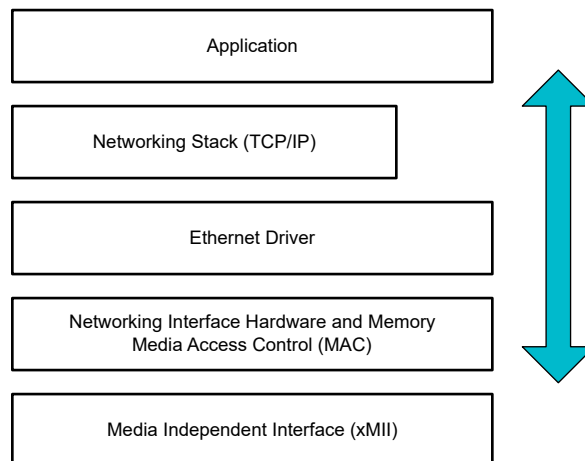 Application
Networking Stack (TCP/IP)
Ethernet Driver
Networking Interface Hardware and Memory
Media Access Control (MAC)
Media Independent Interface (xMII)